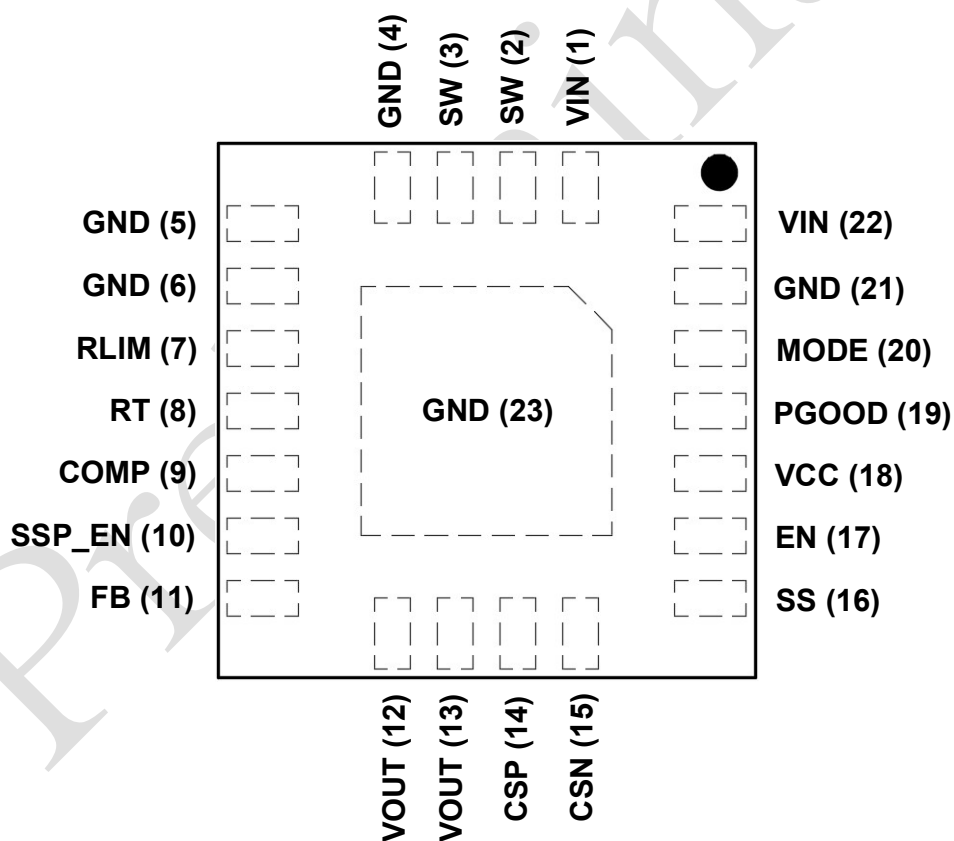 GND (4)
SW (3)
SW (2)
VIN (1)
GND (5)
VIN (22)
GND (6)
GND (21)
RLIM (7)
MODE (20)
RT (8)
GND (23)
PGOOD (19)
COMP (9)
VCC (18)
SSP_EN (10)
EN (17)
FB (11)
SS (16)
VOUT (12)
VOUT (13)
CSP (14)
CSN (15)